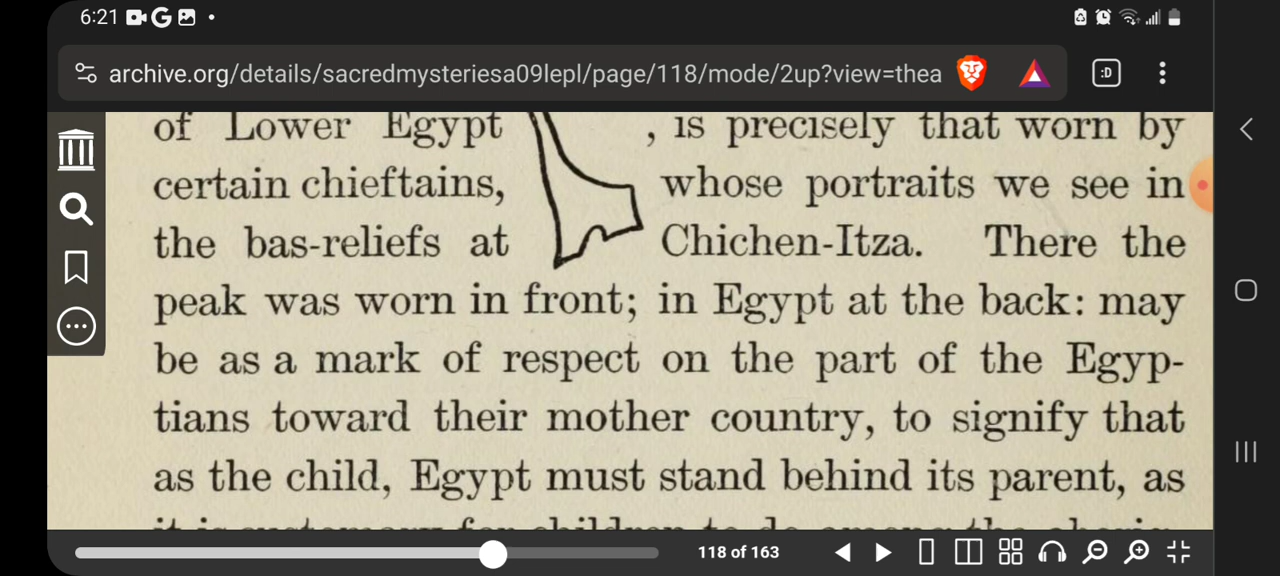 6:21
archive.org/details/sacredmysteriesa09lepl/page/118/mode/2up?view=thea
:D
of Lower Egypt , is precisely that worn by
certain chieftains, whose portraits we see in
the bas-reliefs at Chichen-Itza. There the
peak was worn in front; in Egypt at the back: may
be as a mark of respect on the part of the Egyp-
tians toward their mother country, to signify that
as the child, Egypt must stand behind its parent, as
118 of 163